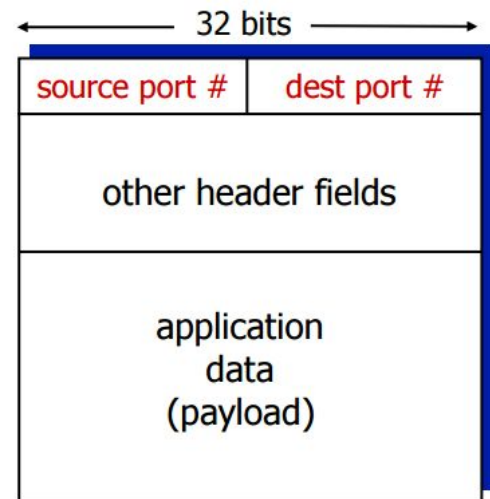 32 bits
source port # dest port #
other header fields
application
data
(payload)